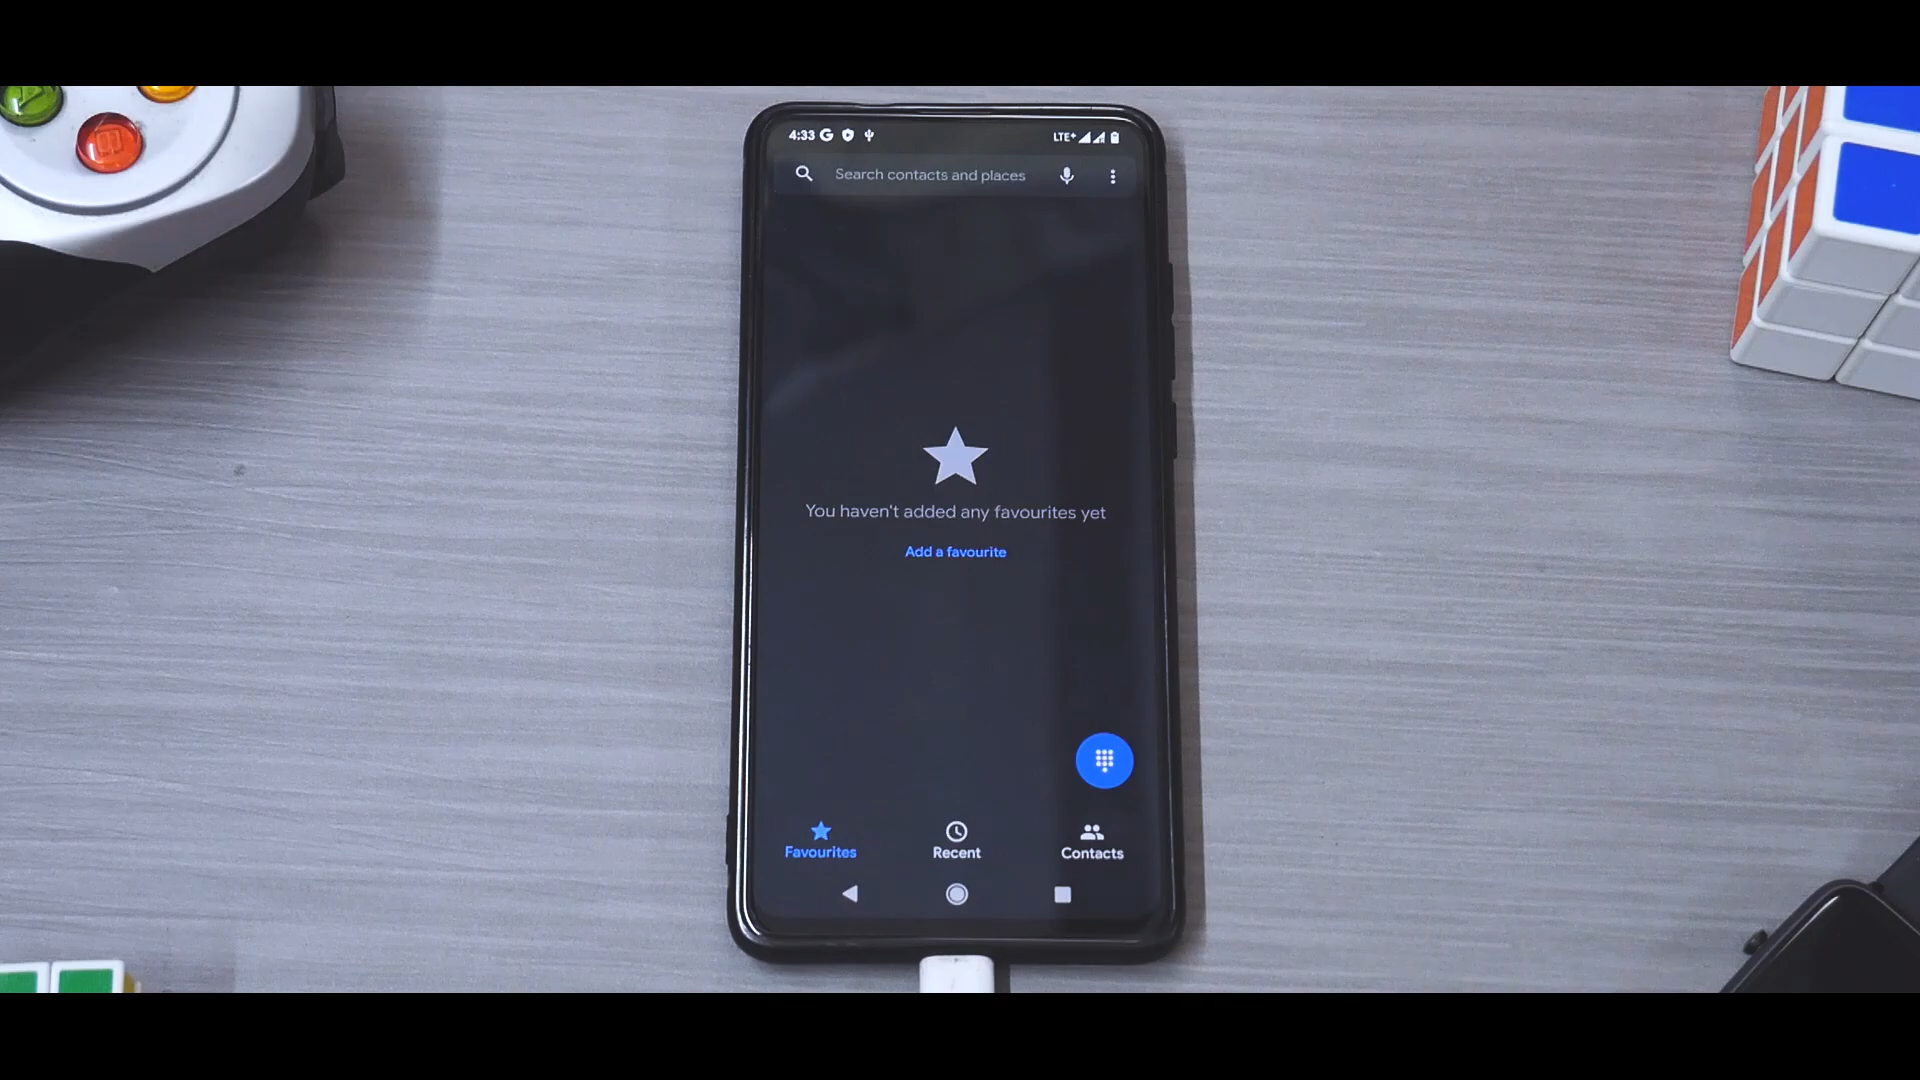 4:33
LTE+
Search contacts and places
You haven't added any favourites yet
Add a favourite
Favourites
Recent
Contacts